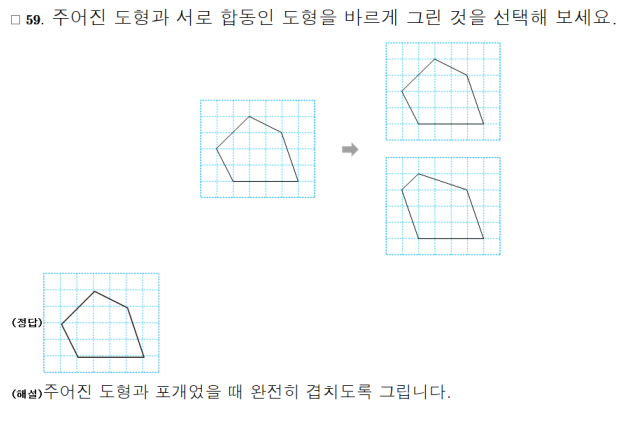 □ 59. 주어진 도형과 서로 합동인 도형을 바르게 그린 것을 선택해 보세요.
(정답)
(해설)주어진 도형과 포개었을 때 완전히 겹치도록 그립니다.